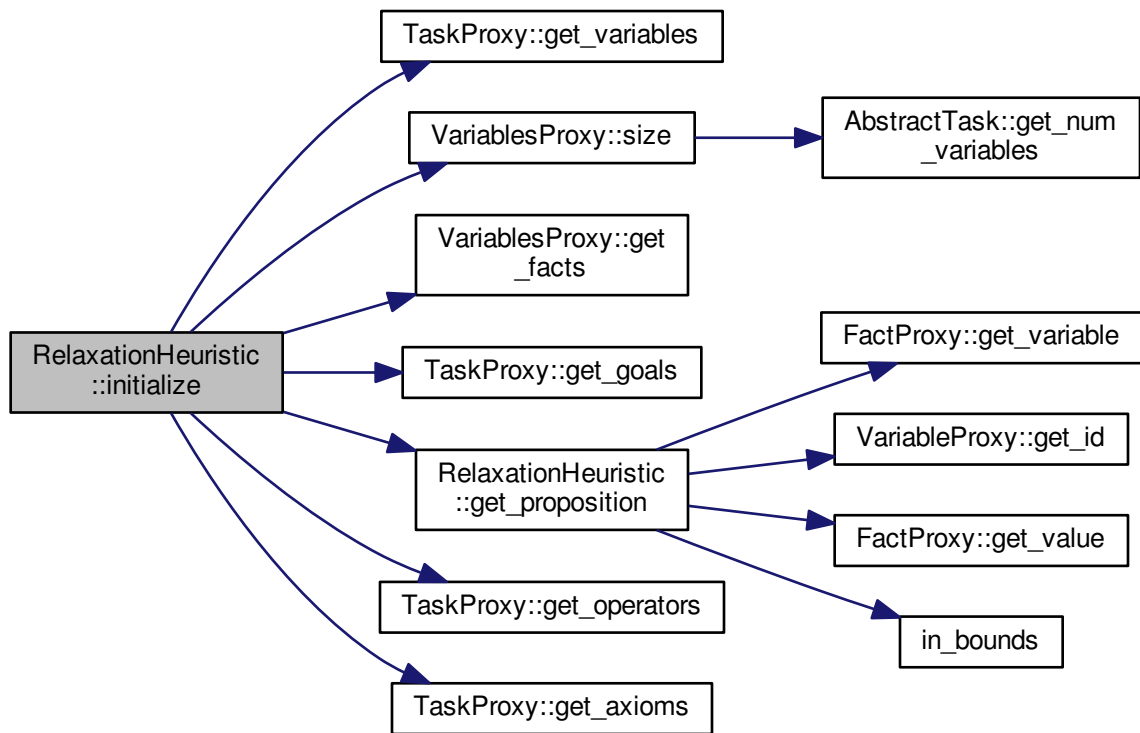 TaskProxy::get_variables
VariablesProxy::size
AbstractTask::get_num
_variables
VariablesProxy::get
_facts
RelaxationHeuristic
::initialize
TaskProxy::get_goals
FactProxy::get_variable
RelaxationHeuristic
::get_proposition
VariableProxy::get_id
FactProxy::get_value
TaskProxy::get_operators
in_bounds
TaskProxy::get_axioms